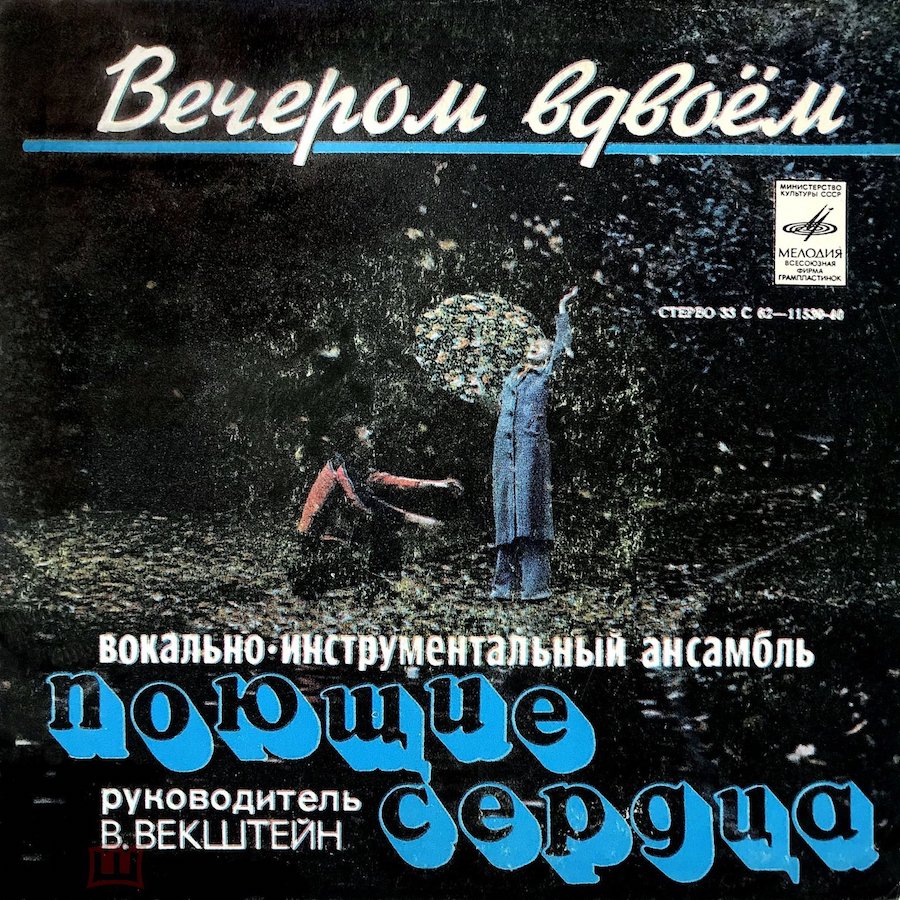 Вечером вдвоём
МИНИСТЕРСТВО
КУЛЬТУРЫ СССР
МЕЛОДИЯ
ВСЕСОЮЗНАЯ
ФИРМА
ГРАМПЛАСТИНОК
СТЕРЕО 33 С 62—11539-40
вокально-инструментальный ансамбль
поющие
сердца
руководитель
В. ВЕКШТЕЙН